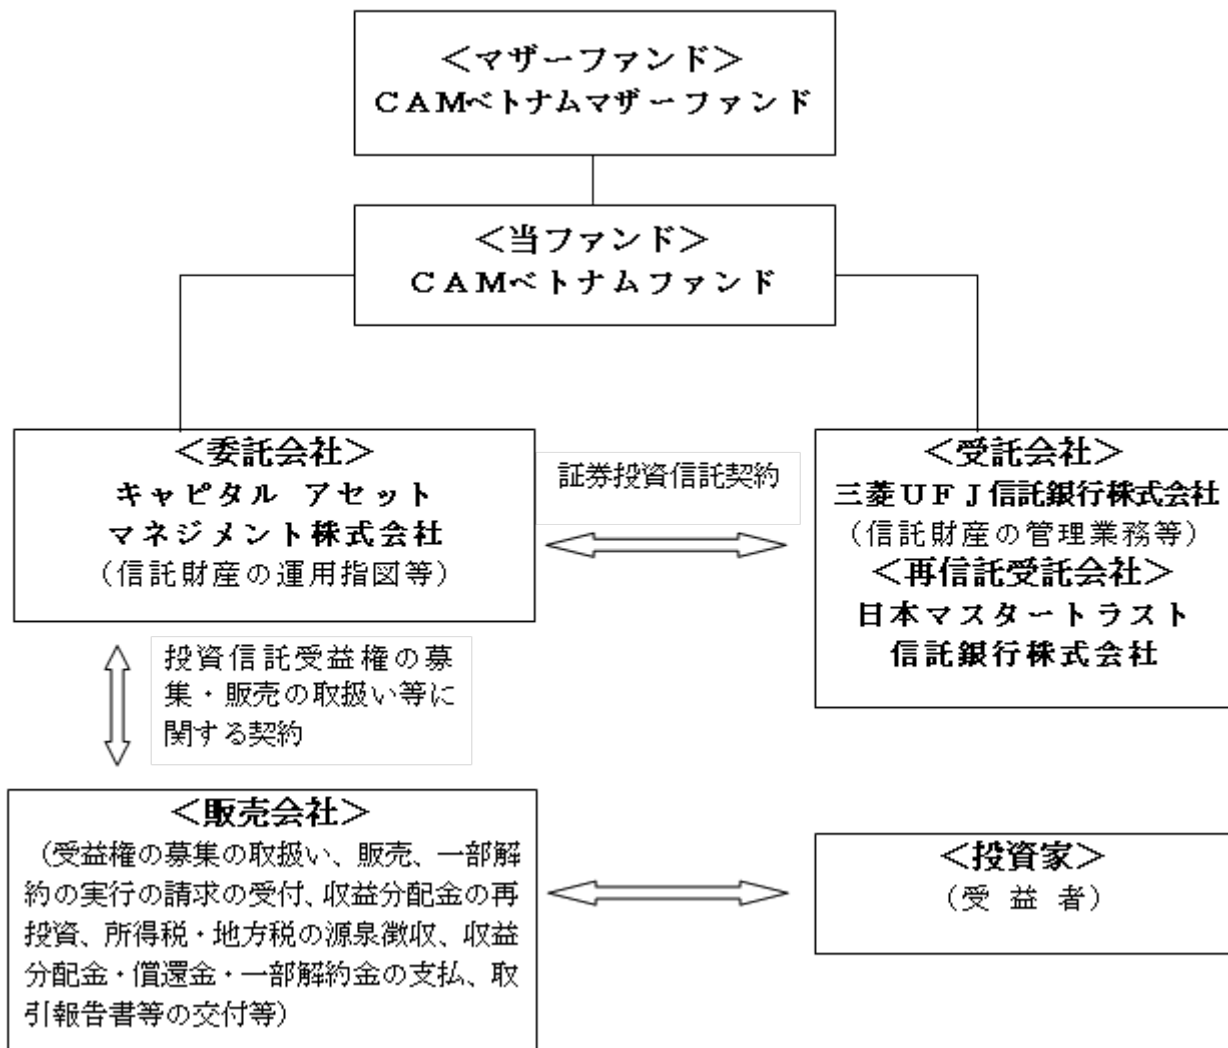 ＜マザーファンド＞
ＣＡＭベトナムマザーファンド
＜当ファンド＞
ＣＡＭベトナムファンド
＜委託会社＞
キャピタル アセット
マネジメント株式会社
（信託財産の運用指図等）
証券投資信託契約
＜受託会社＞
三菱ＵＦＪ信託銀行株式会社
（信託財産の管理業務等）
＜再信託受託会社＞
日本マスタートラスト
信託銀行株式会社
投資信託受益権の募
集・販売の取扱い等に
関する契約
＜販売会社＞
（受益権の募集の取扱い、販売、一部解
約の実行の請求の受付、収益分配金の再
投資、所得税・地方税の源泉徴収、収益
分配金・償還金・一部解約金の支払、取
引報告書等の交付等）
＜投資家＞
（受 益 者）